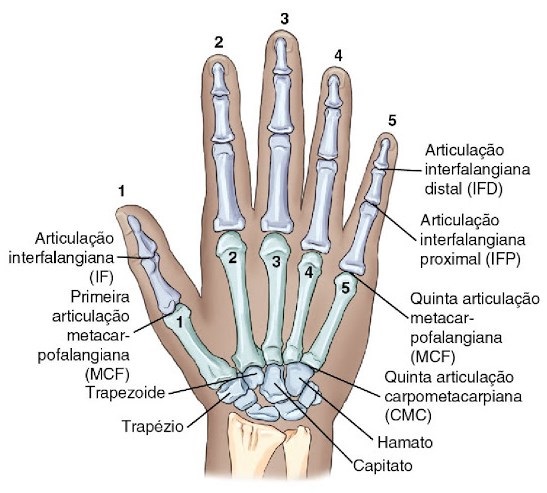 3
2
4
5
1
Articulação
interfalangiana
distal (IFD)
Articulação
interfalangiana
proximal (IFP)
Articulação
interfalangiana
(IF)
Primeira
articulação
metacar-
pofalangiana
(MCF)
2
3
4
5
1
Quinta articulação
metacar-
pofalangiana
(MCF)
Quinta articulação
carpometacarpiana
(CMC)
Trapezoide
Trapézio
Hamato
Capitato